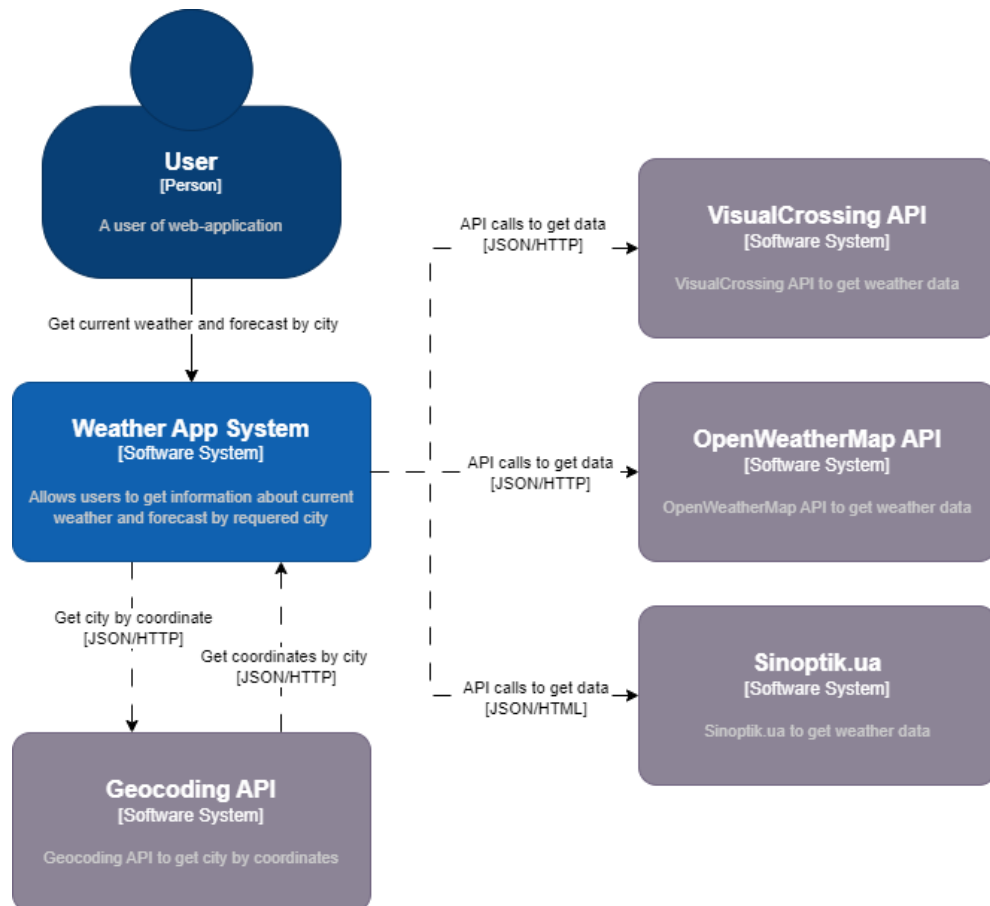 User
[Person]
A user of web-application
Get current weather and forecast by city
Weather App System
[Software System]
Allows users to get information about current
weather and forecast by requered city
Get city by coordinate
[JSON/HTTP]
Get coordinates by city
[JSON/HTTP]
Geocoding API
[Software System]
Geocoding API to get city by coordinates
API calls to get data
[JSON/HTTP]
VisualCrossing API
[Software System]
VisualCrossing API to get weather data
API calls to get data
[JSON/HTTP]
OpenWeatherMap API
[Software System]
OpenWeatherMap API to get weather data
API calls to get data
[JSON/HTML]
Sinoptik.ua
[Software System]
Sinoptik.ua to get weather data